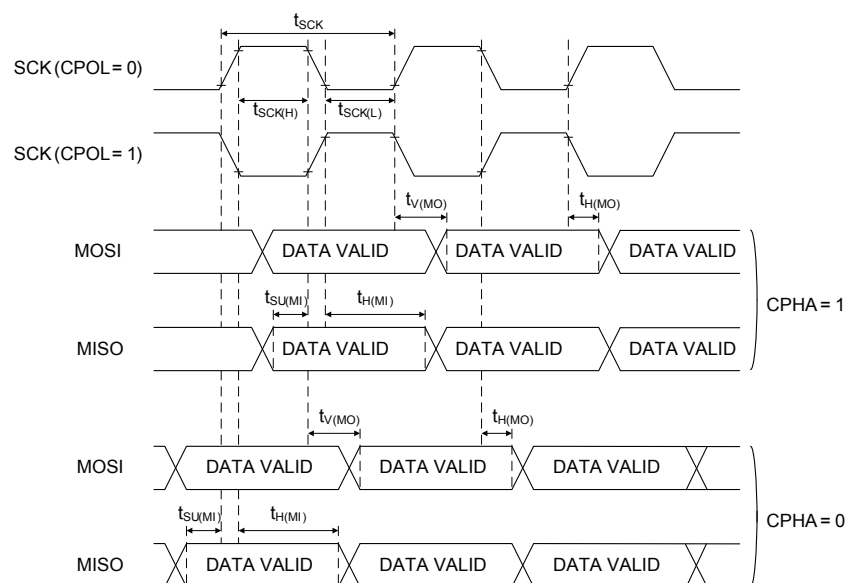 tSCK
SCK (CPOL = 0)
tSCK(H) tSCK(L)
SCK (CPOL = 1)
tV(MO) tH(MO)
MOSI DATA VALID DATA VALID DATA VALID
tSU(MI) tH(MI)
CPHA = 1
MISO DATA VALID DATA VALID DATA VALID
tV(MO) tH(MO)
MOSI DATA VALID DATA VALID DATA VALID
tSU(MI) tH(MI)
CPHA = 0
MISO DATA VALID DATA VALID DATA VALID